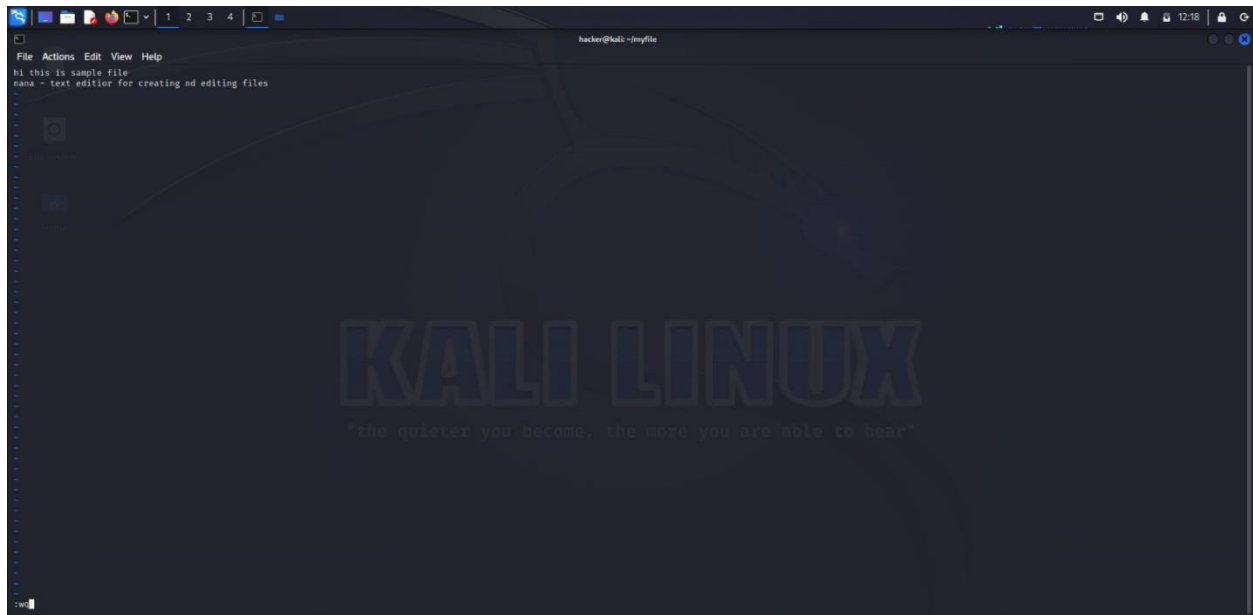 1 2 3 4
12:18
hacker@kali: ~/myfile
File Actions Edit View Help
hi this is sample file
nana - text editior for creating nd editing files
KALI LINUX
"the quieter you become, the more you are able to hear"
:wq